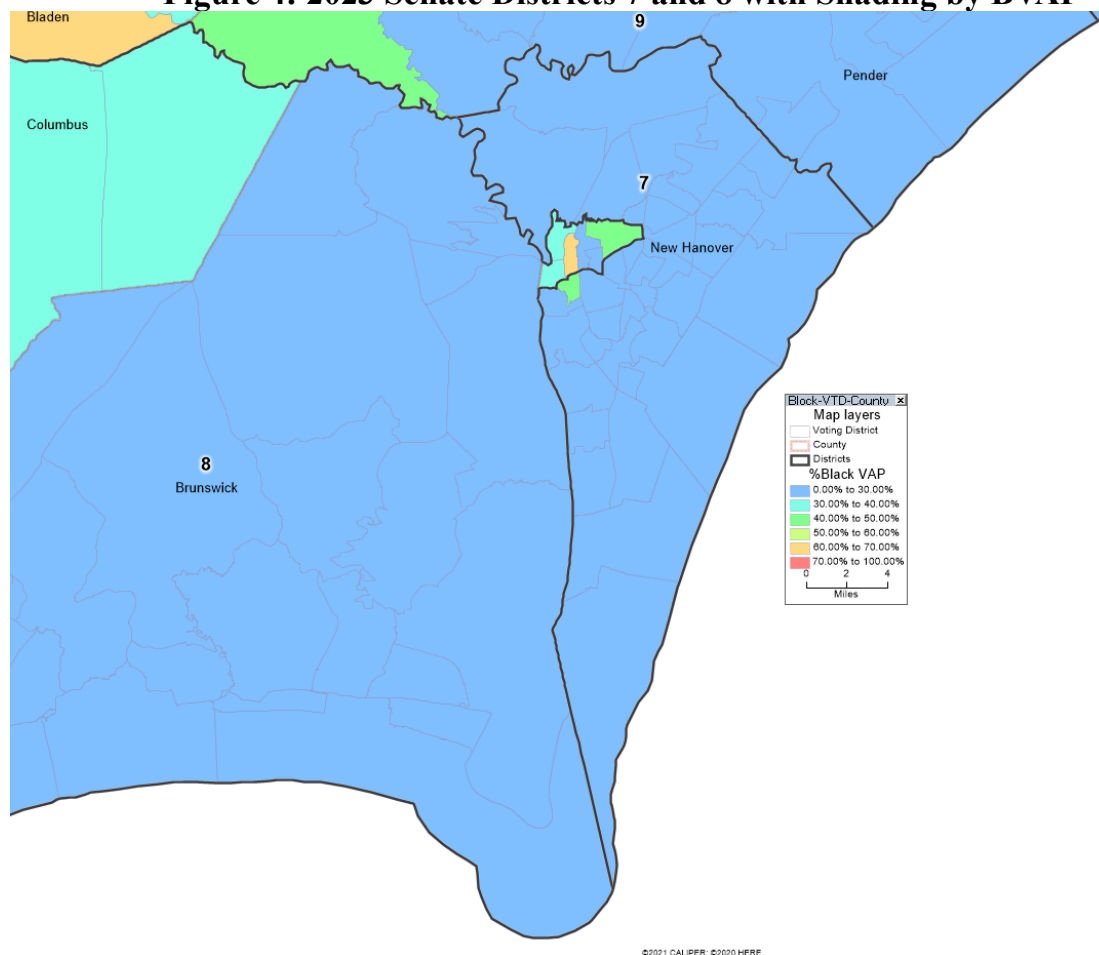 Figure 4: 2023 Senate Districts 7 and 8 with Shading by BVAP
Bladen
9
Pender
Columbus
7
New Hanover
8
Brunswick
Block-VTD-County
Map layers
Voting District
County
Districts
%Black VAP
0.00% to 30.00%
30.00% to 40.00%
40.00% to 50.00%
50.00% to 60.00%
60.00% to 70.00%
70.00% to 100.00%
0 2 4
Miles
©2021 CALIPER; ©2020 HERE